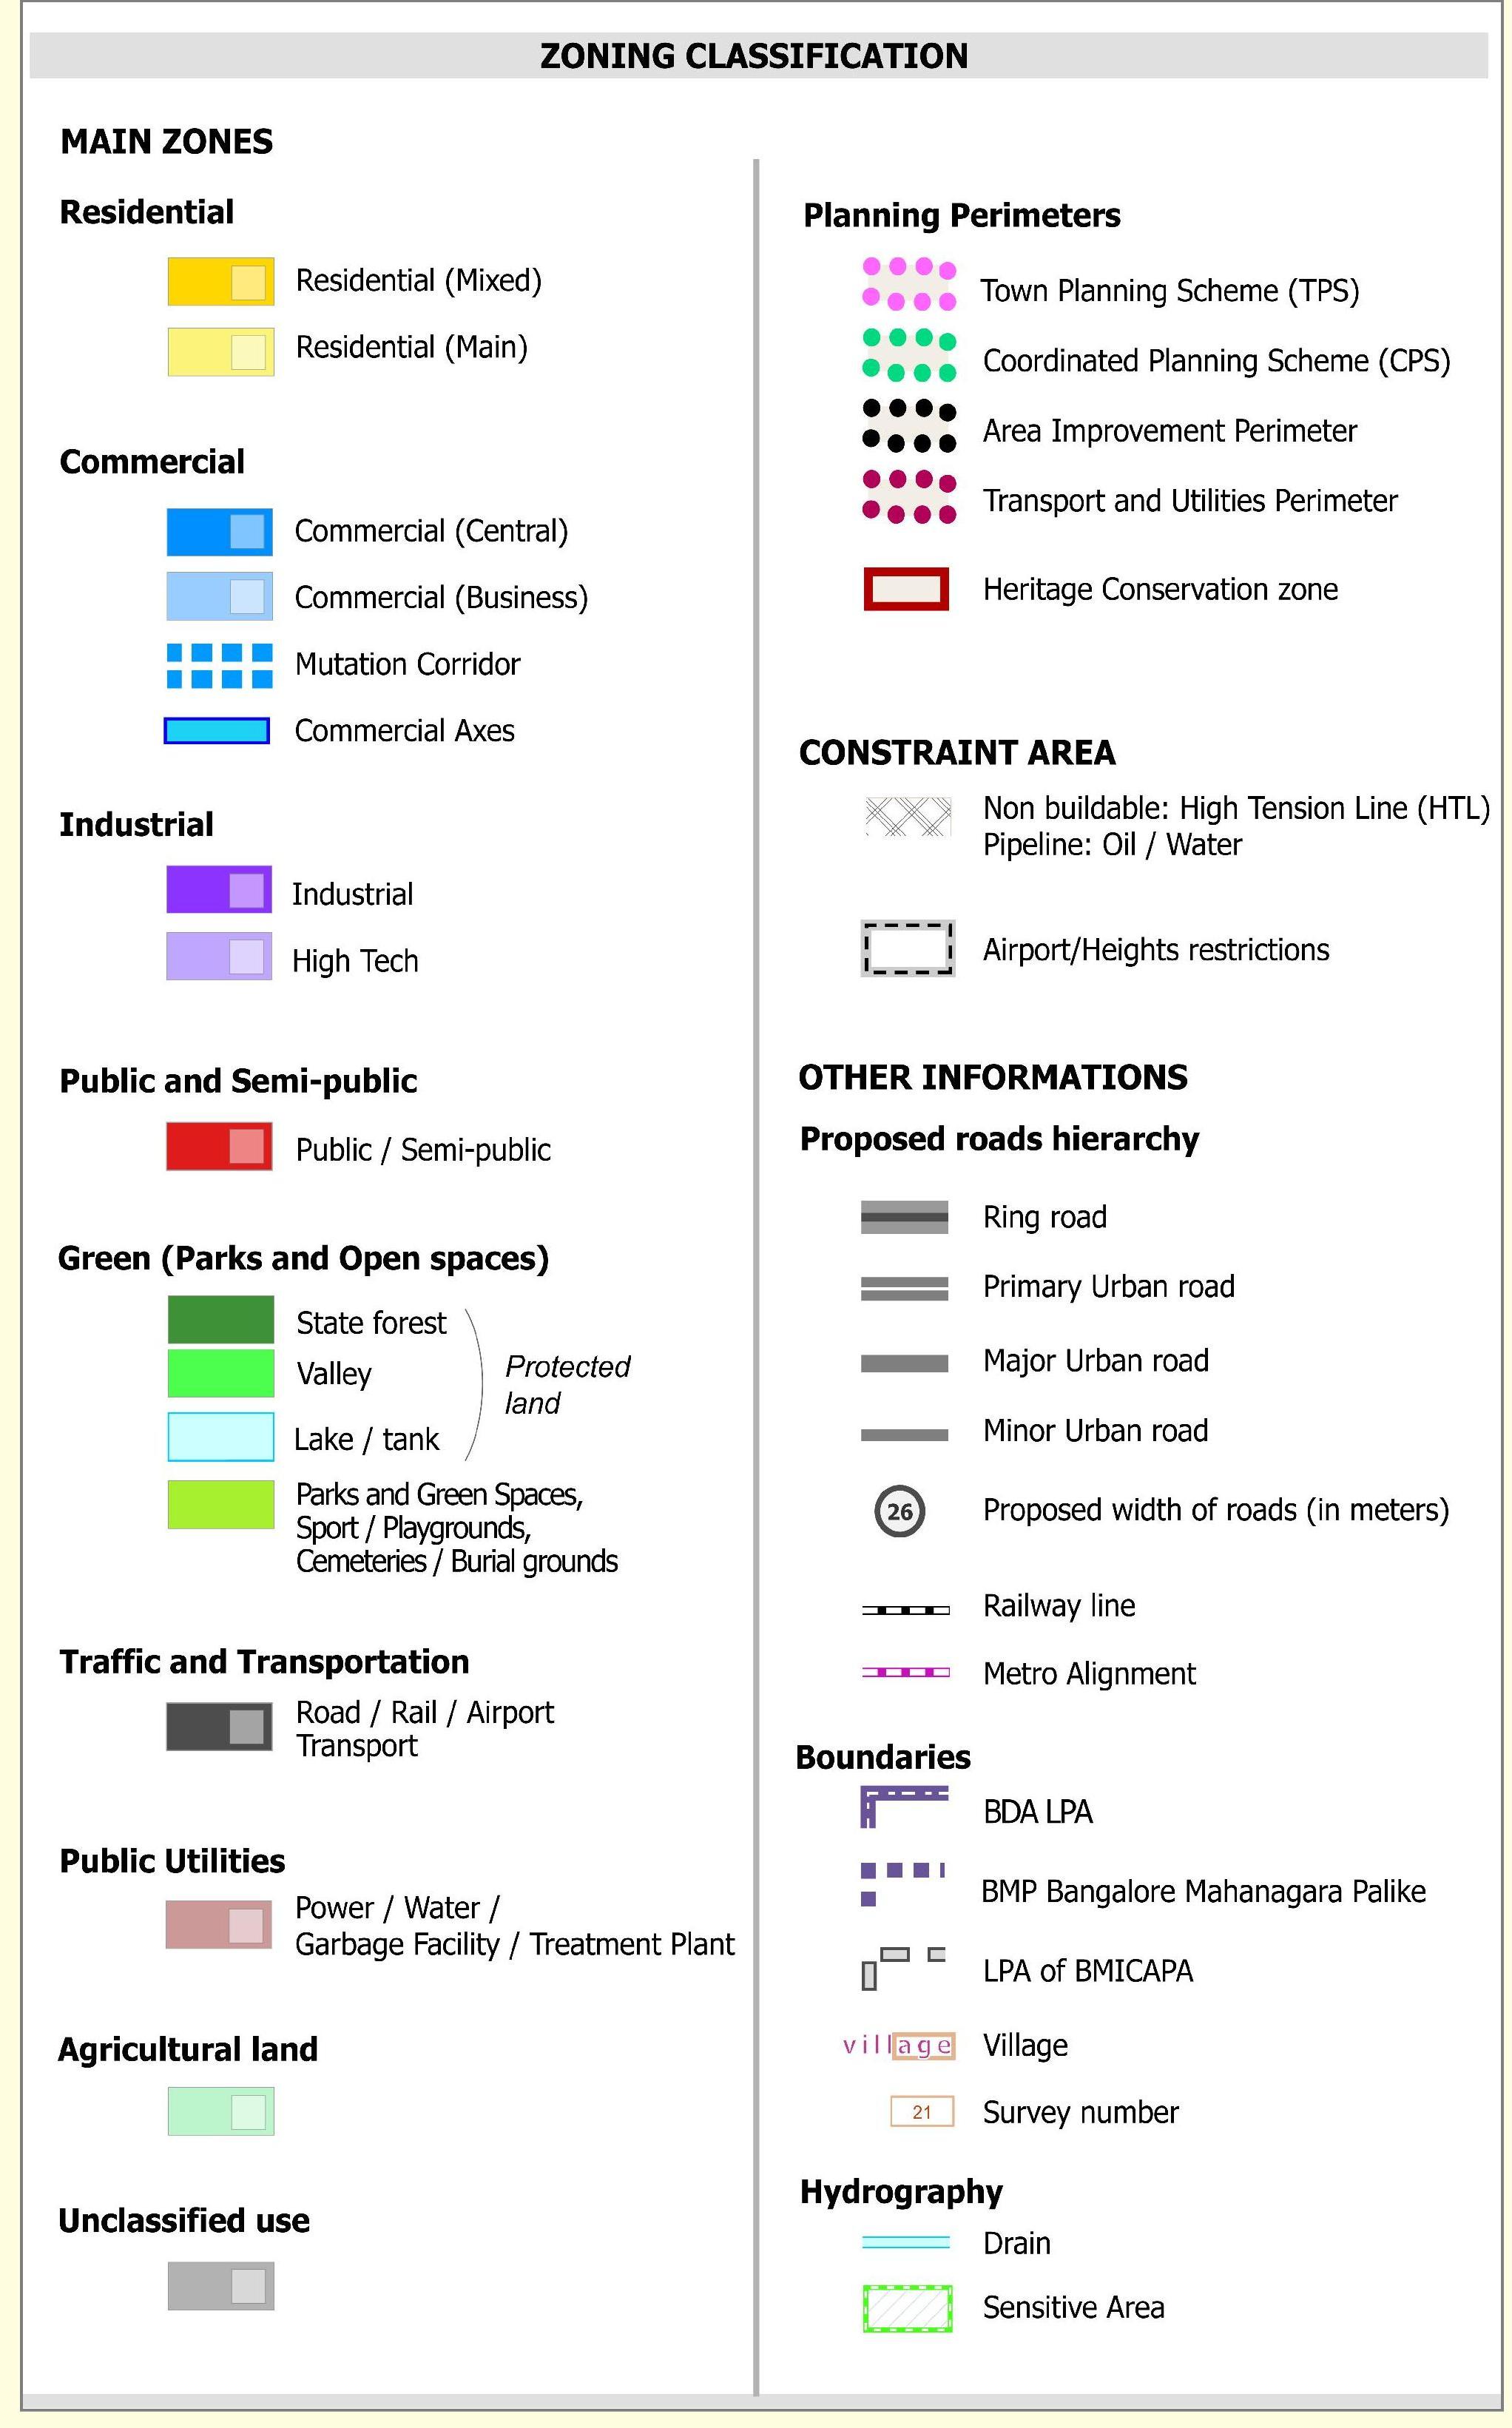 ZONING CLASSIFICATION
MAIN ZONES
Residential
Residential (Mixed)
Residential (Main)
Commercial
Commercial (Central)
Commercial (Business)
Mutation Corridor
Commercial Axes
Industrial
Industrial
High Tech
Public and Semi-public
Public / Semi-public
Green (Parks and Open spaces)
State forest
Valley
Lake / tank
Protected
land
Parks and Green Spaces,
Sport / Playgrounds,
Cemeteries / Burial grounds
Traffic and Transportation
Road / Rail / Airport
Transport
Public Utilities
Power / Water /
Garbage Facility / Treatment Plant
Agricultural land
Unclassified use
Planning Perimeters
Town Planning Scheme (TPS)
Coordinated Planning Scheme (CPS)
Area Improvement Perimeter
Transport and Utilities Perimeter
Heritage Conservation zone
CONSTRAINT AREA
Non buildable: High Tension Line (HTL)
Pipeline: Oil / Water
Airport/Heights restrictions
OTHER INFORMATIONS
Proposed roads hierarchy
Ring road
Primary Urban road
Major Urban road
Minor Urban road
26 Proposed width of roads (in meters)
Railway line
Metro Alignment
Boundaries
BDA LPA
BMP Bangalore Mahanagara Palike
LPA of BMICAPA
village Village
21 Survey number
Hydrography
Drain
Sensitive Area